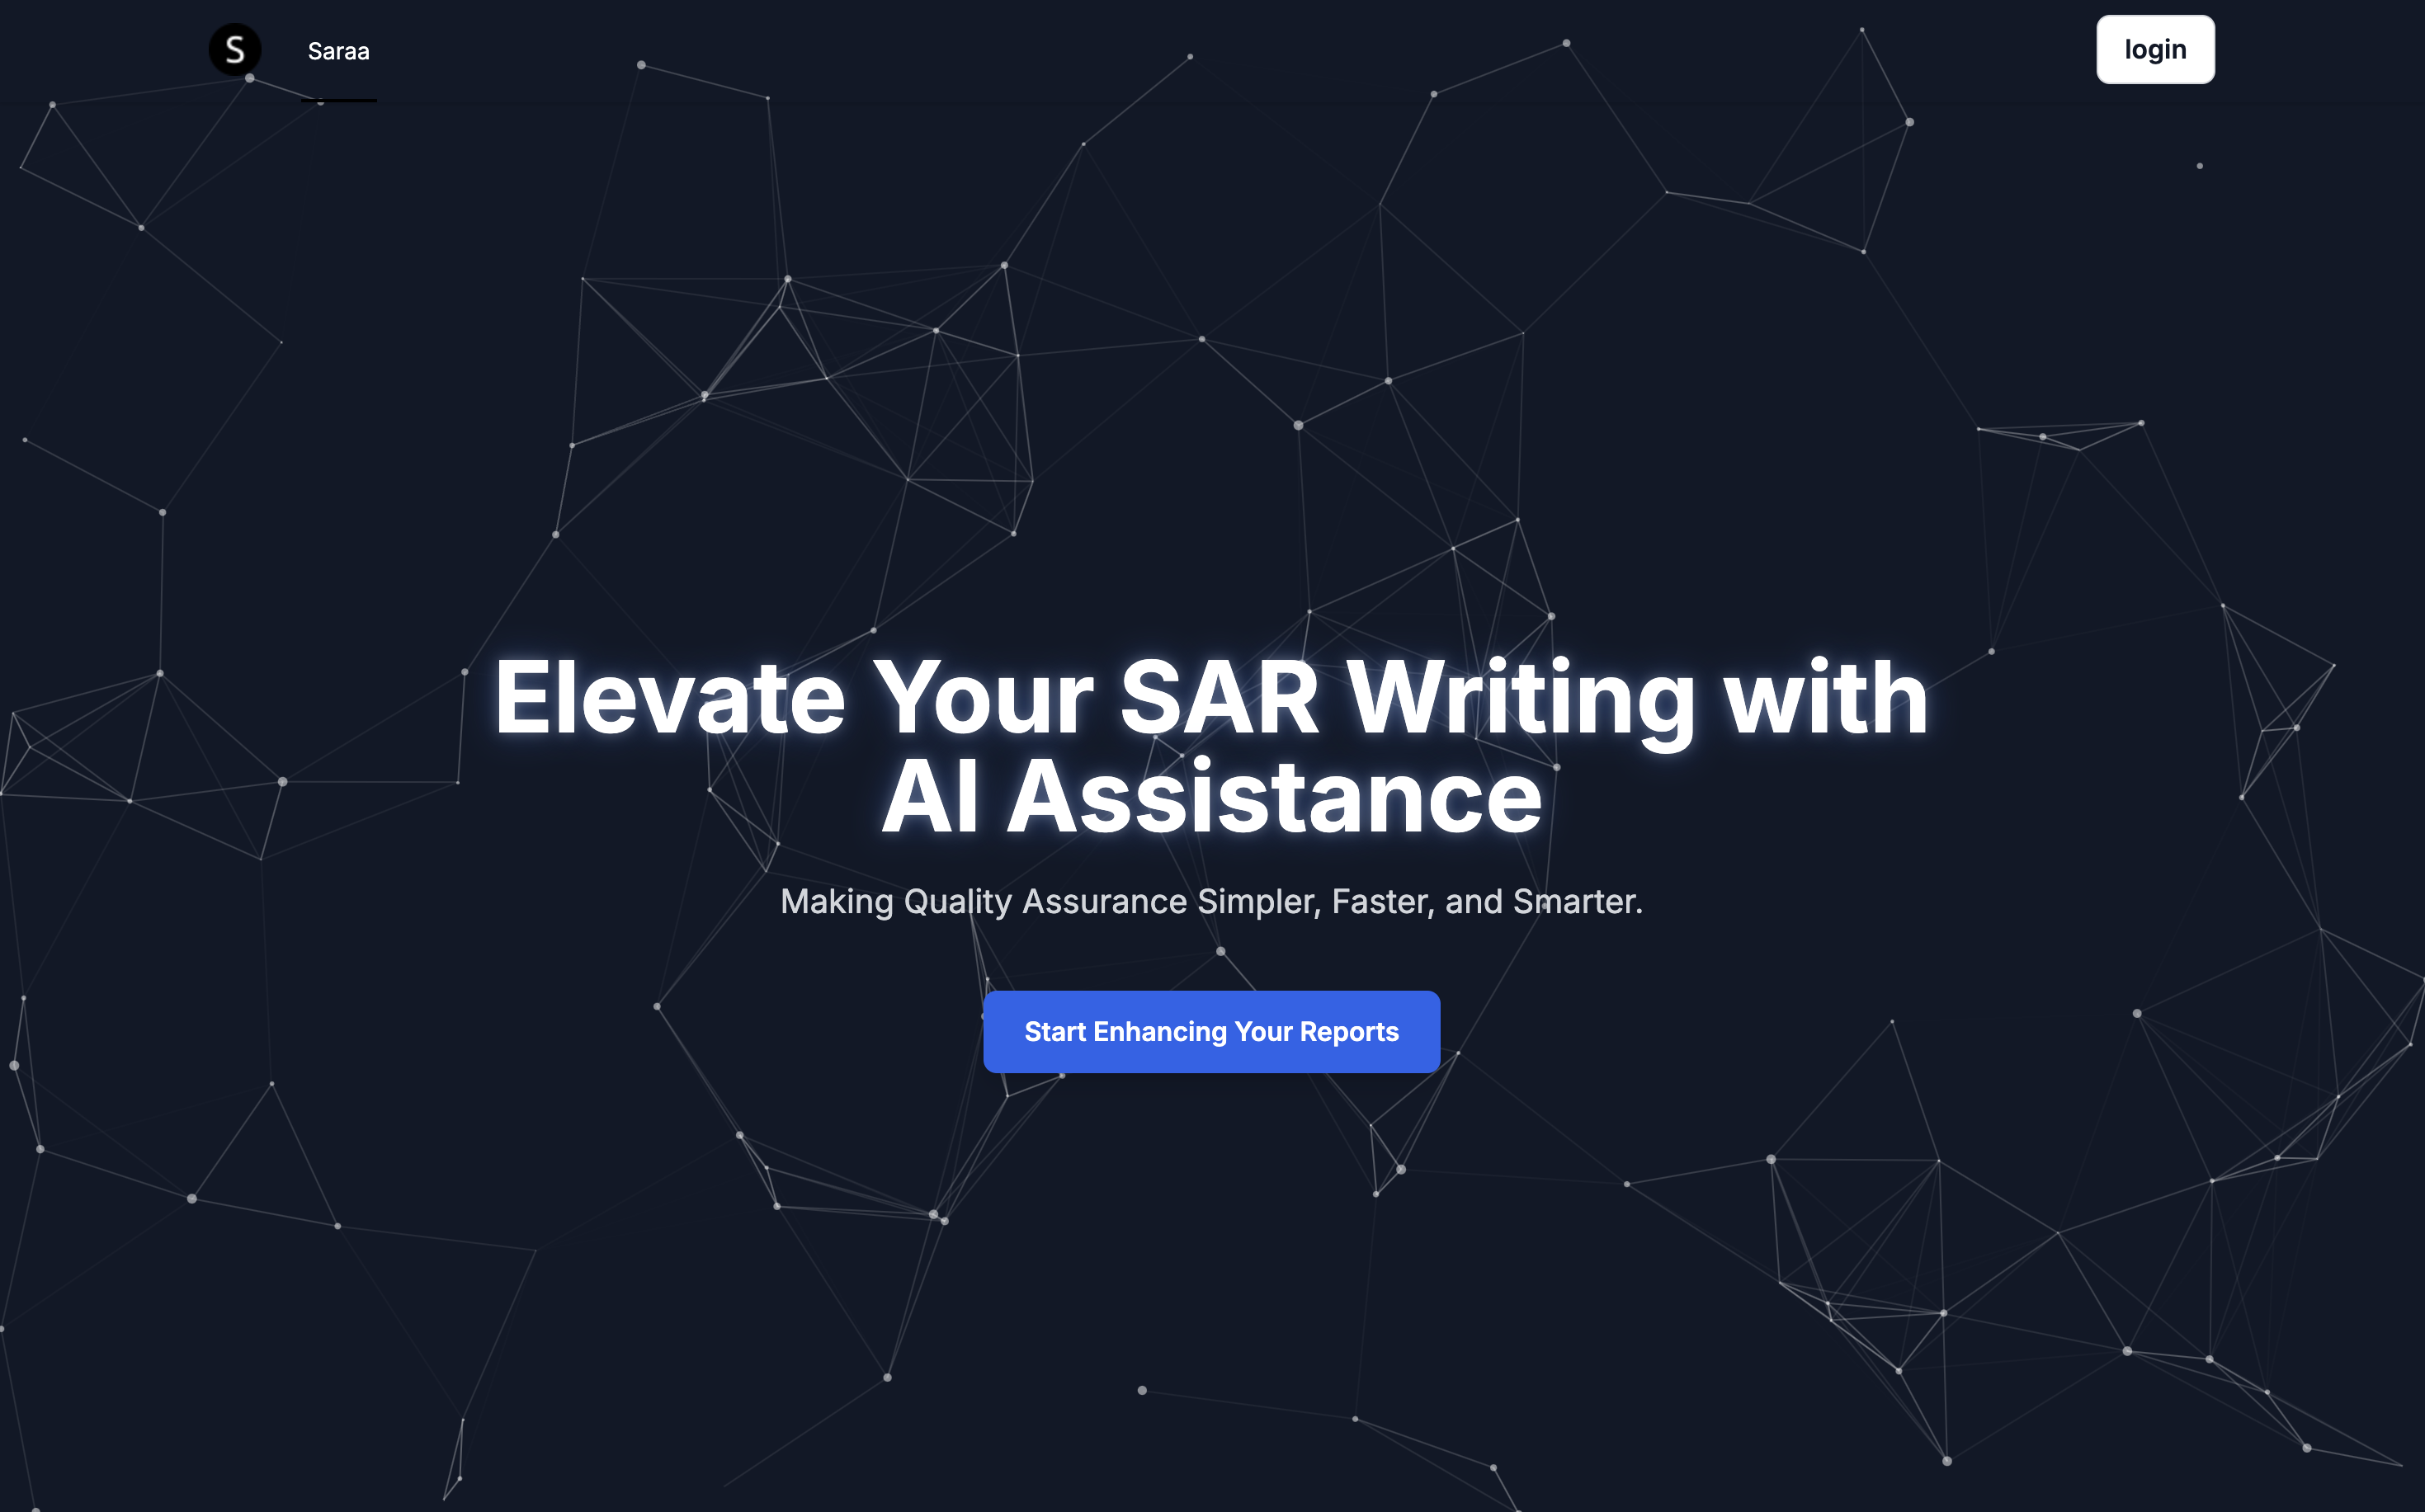 S
Saraa
login
Elevate Your SAR Writing with
AI Assistance
Making Quality Assurance Simpler, Faster, and Smarter.
Start Enhancing Your Reports